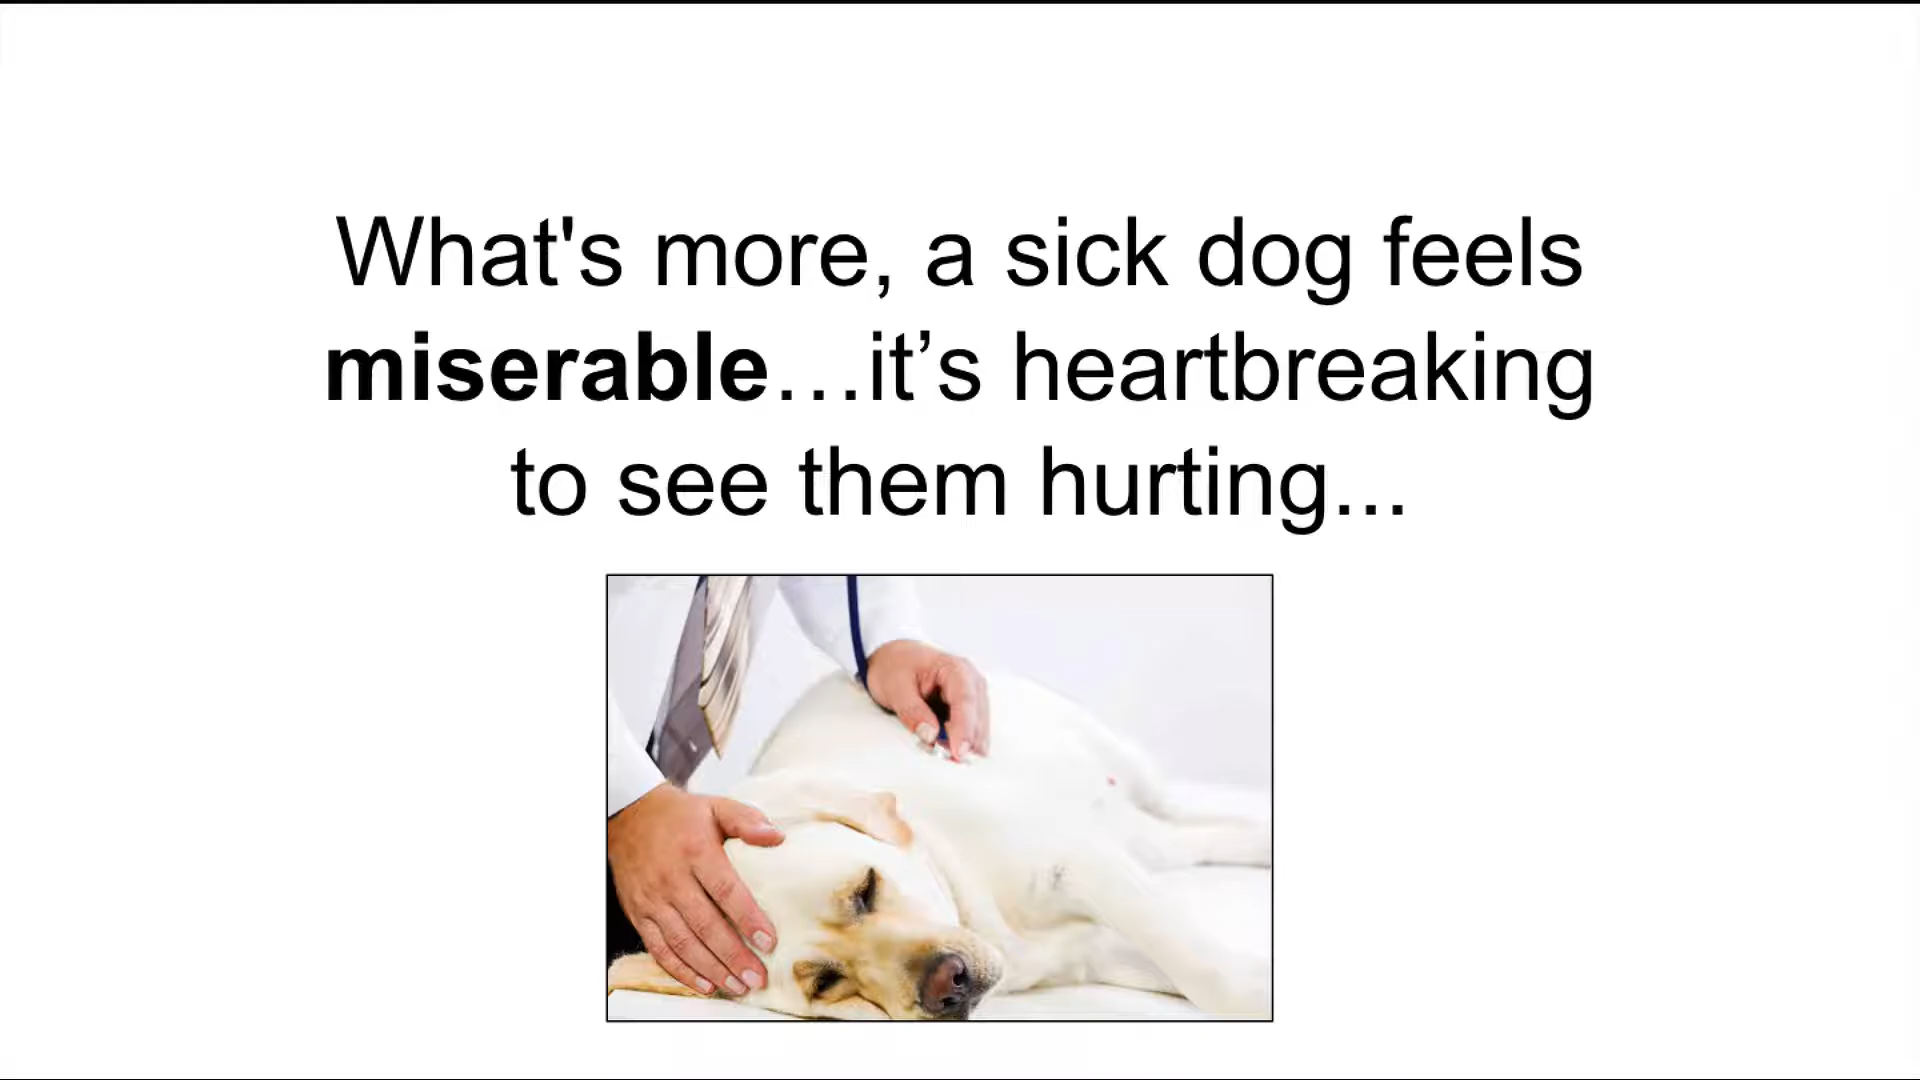 What's more, a sick dog feels
miserable…it’s heartbreaking
to see them hurting...